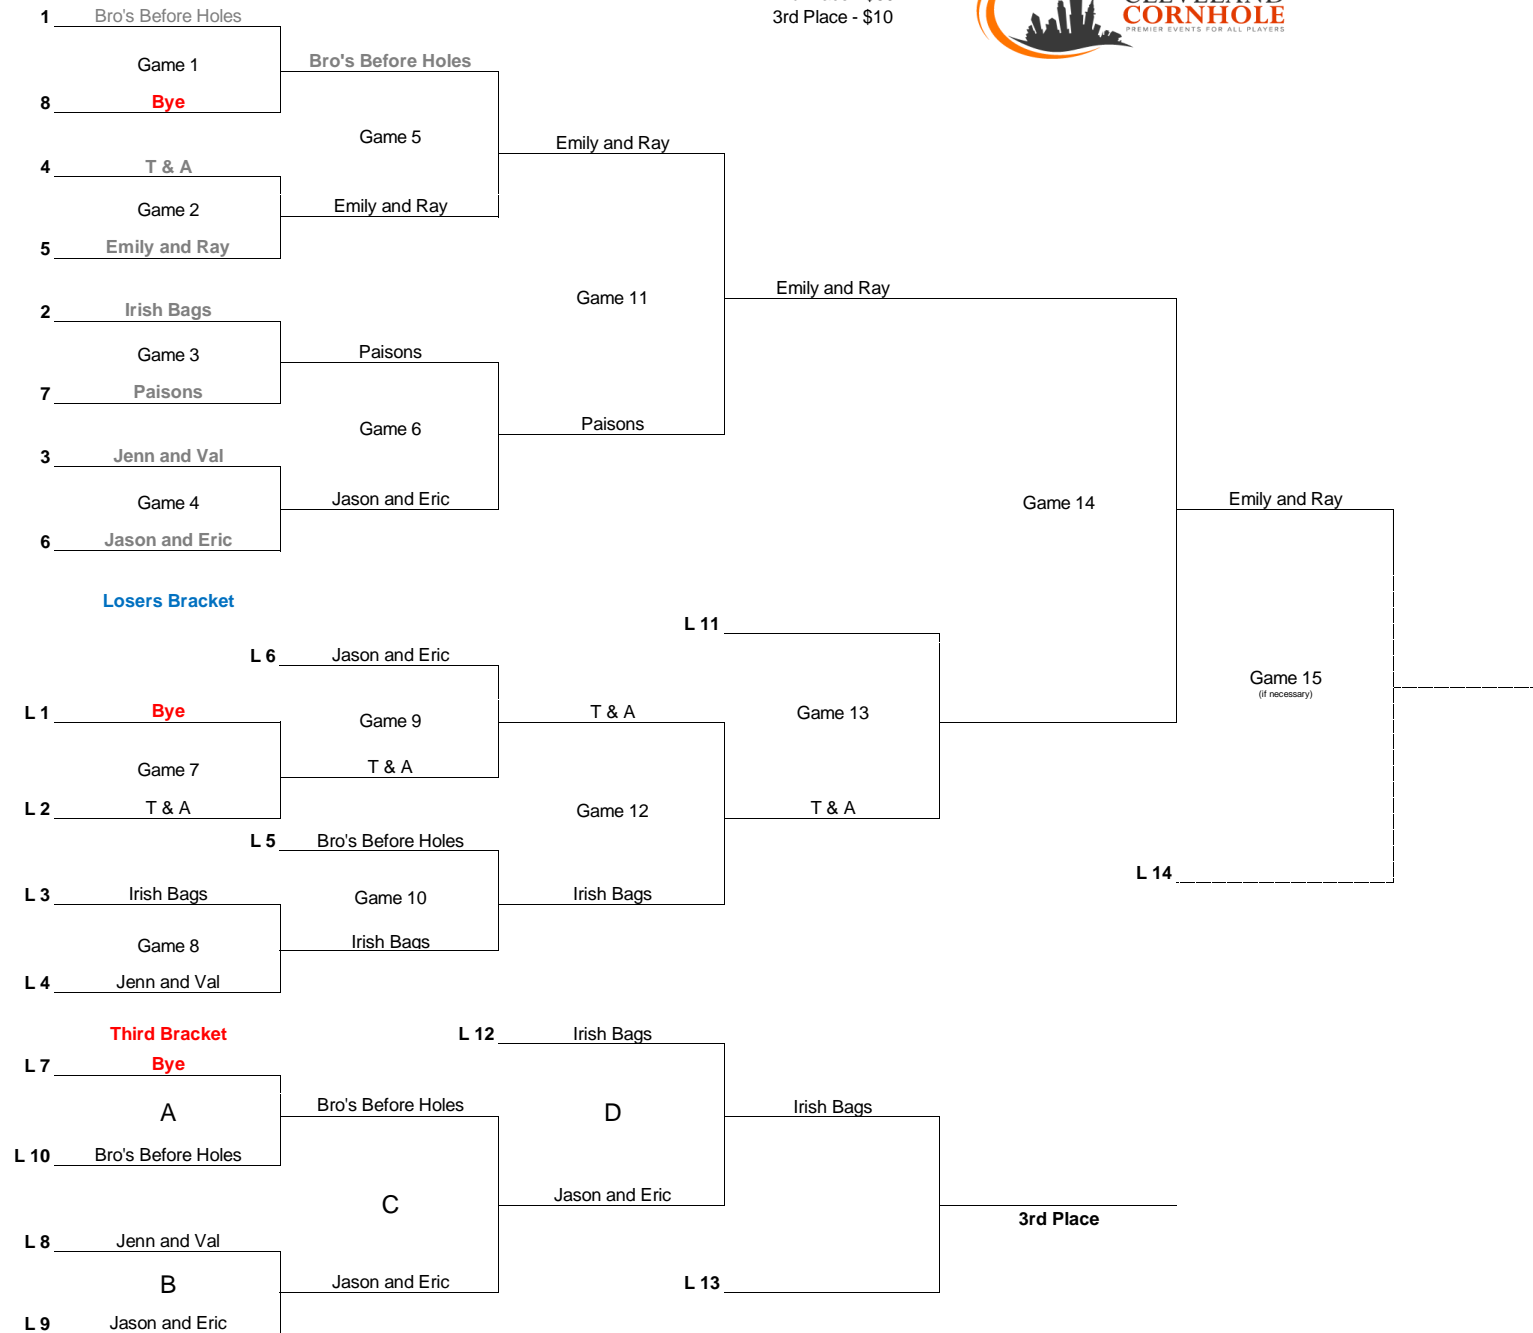 1 Bro's Before Holes
3rd Place - $10
CORNHOLE
PREMIER EVENTS FOR ALL PLAYERS
Game 1
Bro's Before Holes
8 Bye
Game 5
Emily and Ray
4 T & A
Game 2
Emily and Ray
5 Emily and Ray
Game 11
Emily and Ray
2 Irish Bags
Game 3
Paisons
7 Paisons
Game 6
Paisons
3 Jenn and Val
Game 4
Jason and Eric
Game 14
Emily and Ray
6 Jason and Eric
Losers Bracket
L 11
L 6 Jason and Eric
Game 15
(if necessary)
L 1 Bye
Game 9
T & A
Game 13
Game 7
T & A
L 2 T & A
Game 12
T & A
L 5 Bro's Before Holes
L 14
L 3 Irish Bags
Game 10
Irish Bags
Game 8
Irish Bags
L 4 Jenn and Val
Third Bracket
L 12 Irish Bags
L 7 Bye
A
Bro's Before Holes
D
Irish Bags
L 10 Bro's Before Holes
C
Jason and Eric
3rd Place
L 8 Jenn and Val
B
Jason and Eric
L 13
L 9 Jason and Eric